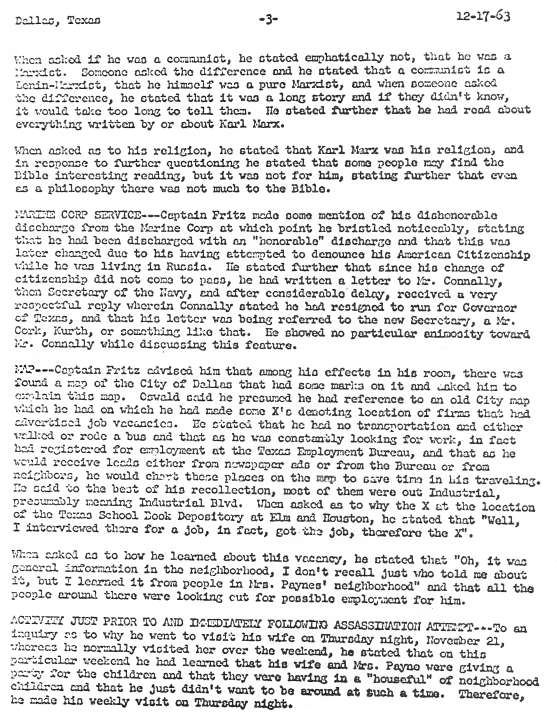 Dallas, Texas -3- 12-17-63
When asked if he was a communist, he stated emphatically not, that he was a
Marxist. Someone asked the difference and he stated that a communist is a
Lenin-Marxist, that he himself was a pure Marxist, and when someone asked
the difference, he stated that it was a long story and if they didn't know,
it would take too long to tell them. He stated further that he had read about
everything written by or about Karl Marx.
When asked as to his religion, he stated that Karl Marx was his religion, and
in response to further questioning he stated that some people may find the
Bible interesting reading, but it was not for him, stating further that even
as a philosophy there was not much to the Bible.
MARINE CORP SERVICE---Captain Fritz made some mention of his dishonorable
discharge from the Marine Corp at which point he bristled noticeably, stating
that he had been discharged with an "honorable" discharge and that this was
later changed due to his having attempted to denounce his American Citizenship
while he was living in Russia. He stated further that since his change of
citizenship did not come to pass, he had written a letter to Mr. Connally,
then Secretary of the Navy, and after considerable delay, received a very
respectful reply wherein Connally stated he had resigned to run for Governor
of Texas, and that his letter was being referred to the new Secretary, a Mr.
Cork, Kurth, or something like that. He showed no particular animosity toward
Mr. Connally while discussing this feature.
MAP---Captain Fritz advised him that among his effects in his room, there was
found a map of the City of Dallas that had some marks on it and asked him to
explain this map. Oswald said he presumed he had reference to an old City map
which he had on which he had made some X's denoting location of firms that had
advertised job vacancies. He stated that he had no transportation and either
walked or rode a bus and that as he was constantly looking for work, in fact
had registered for employment at the Texas Employment Bureau, and that as he
would receive leads either from newspaper ads or from the Bureau or from
neighbors, he would chart these places on the map to save time in his traveling.
He said to the best of his recollection, most of them were out Industrial,
presumably meaning Industrial Blvd. When asked as to why the X at the location
of the Texas School Book Depository at Elm and Houston, he stated that "Well,
I interviewed there for a job, in fact, got the job, therefore the X".
When asked as to how he learned about this vacancy, he stated that "Oh, it was
general information in the neighborhood, I don't recall just who told me about
it, but I learned it from people in Mrs. Paynes' neighborhood" and that all the
people around there were looking out for possible employment for him.
ACTIVITY JUST PRIOR TO AND IMMEDIATELY FOLLOWING ASSASSINATION ATTEMPT---To an
inquiry as to why he went to visit his wife on Thursday night, November 21,
whereas he normally visited her over the weekend, he stated that on this
particular weekend he had learned that his wife and Mrs. Payne were giving a
party for the children and that they were having in a "houseful" of neighborhood
children and that he just didn't want to be around at such a time. Therefore,
he made his weekly visit on Thursday night.